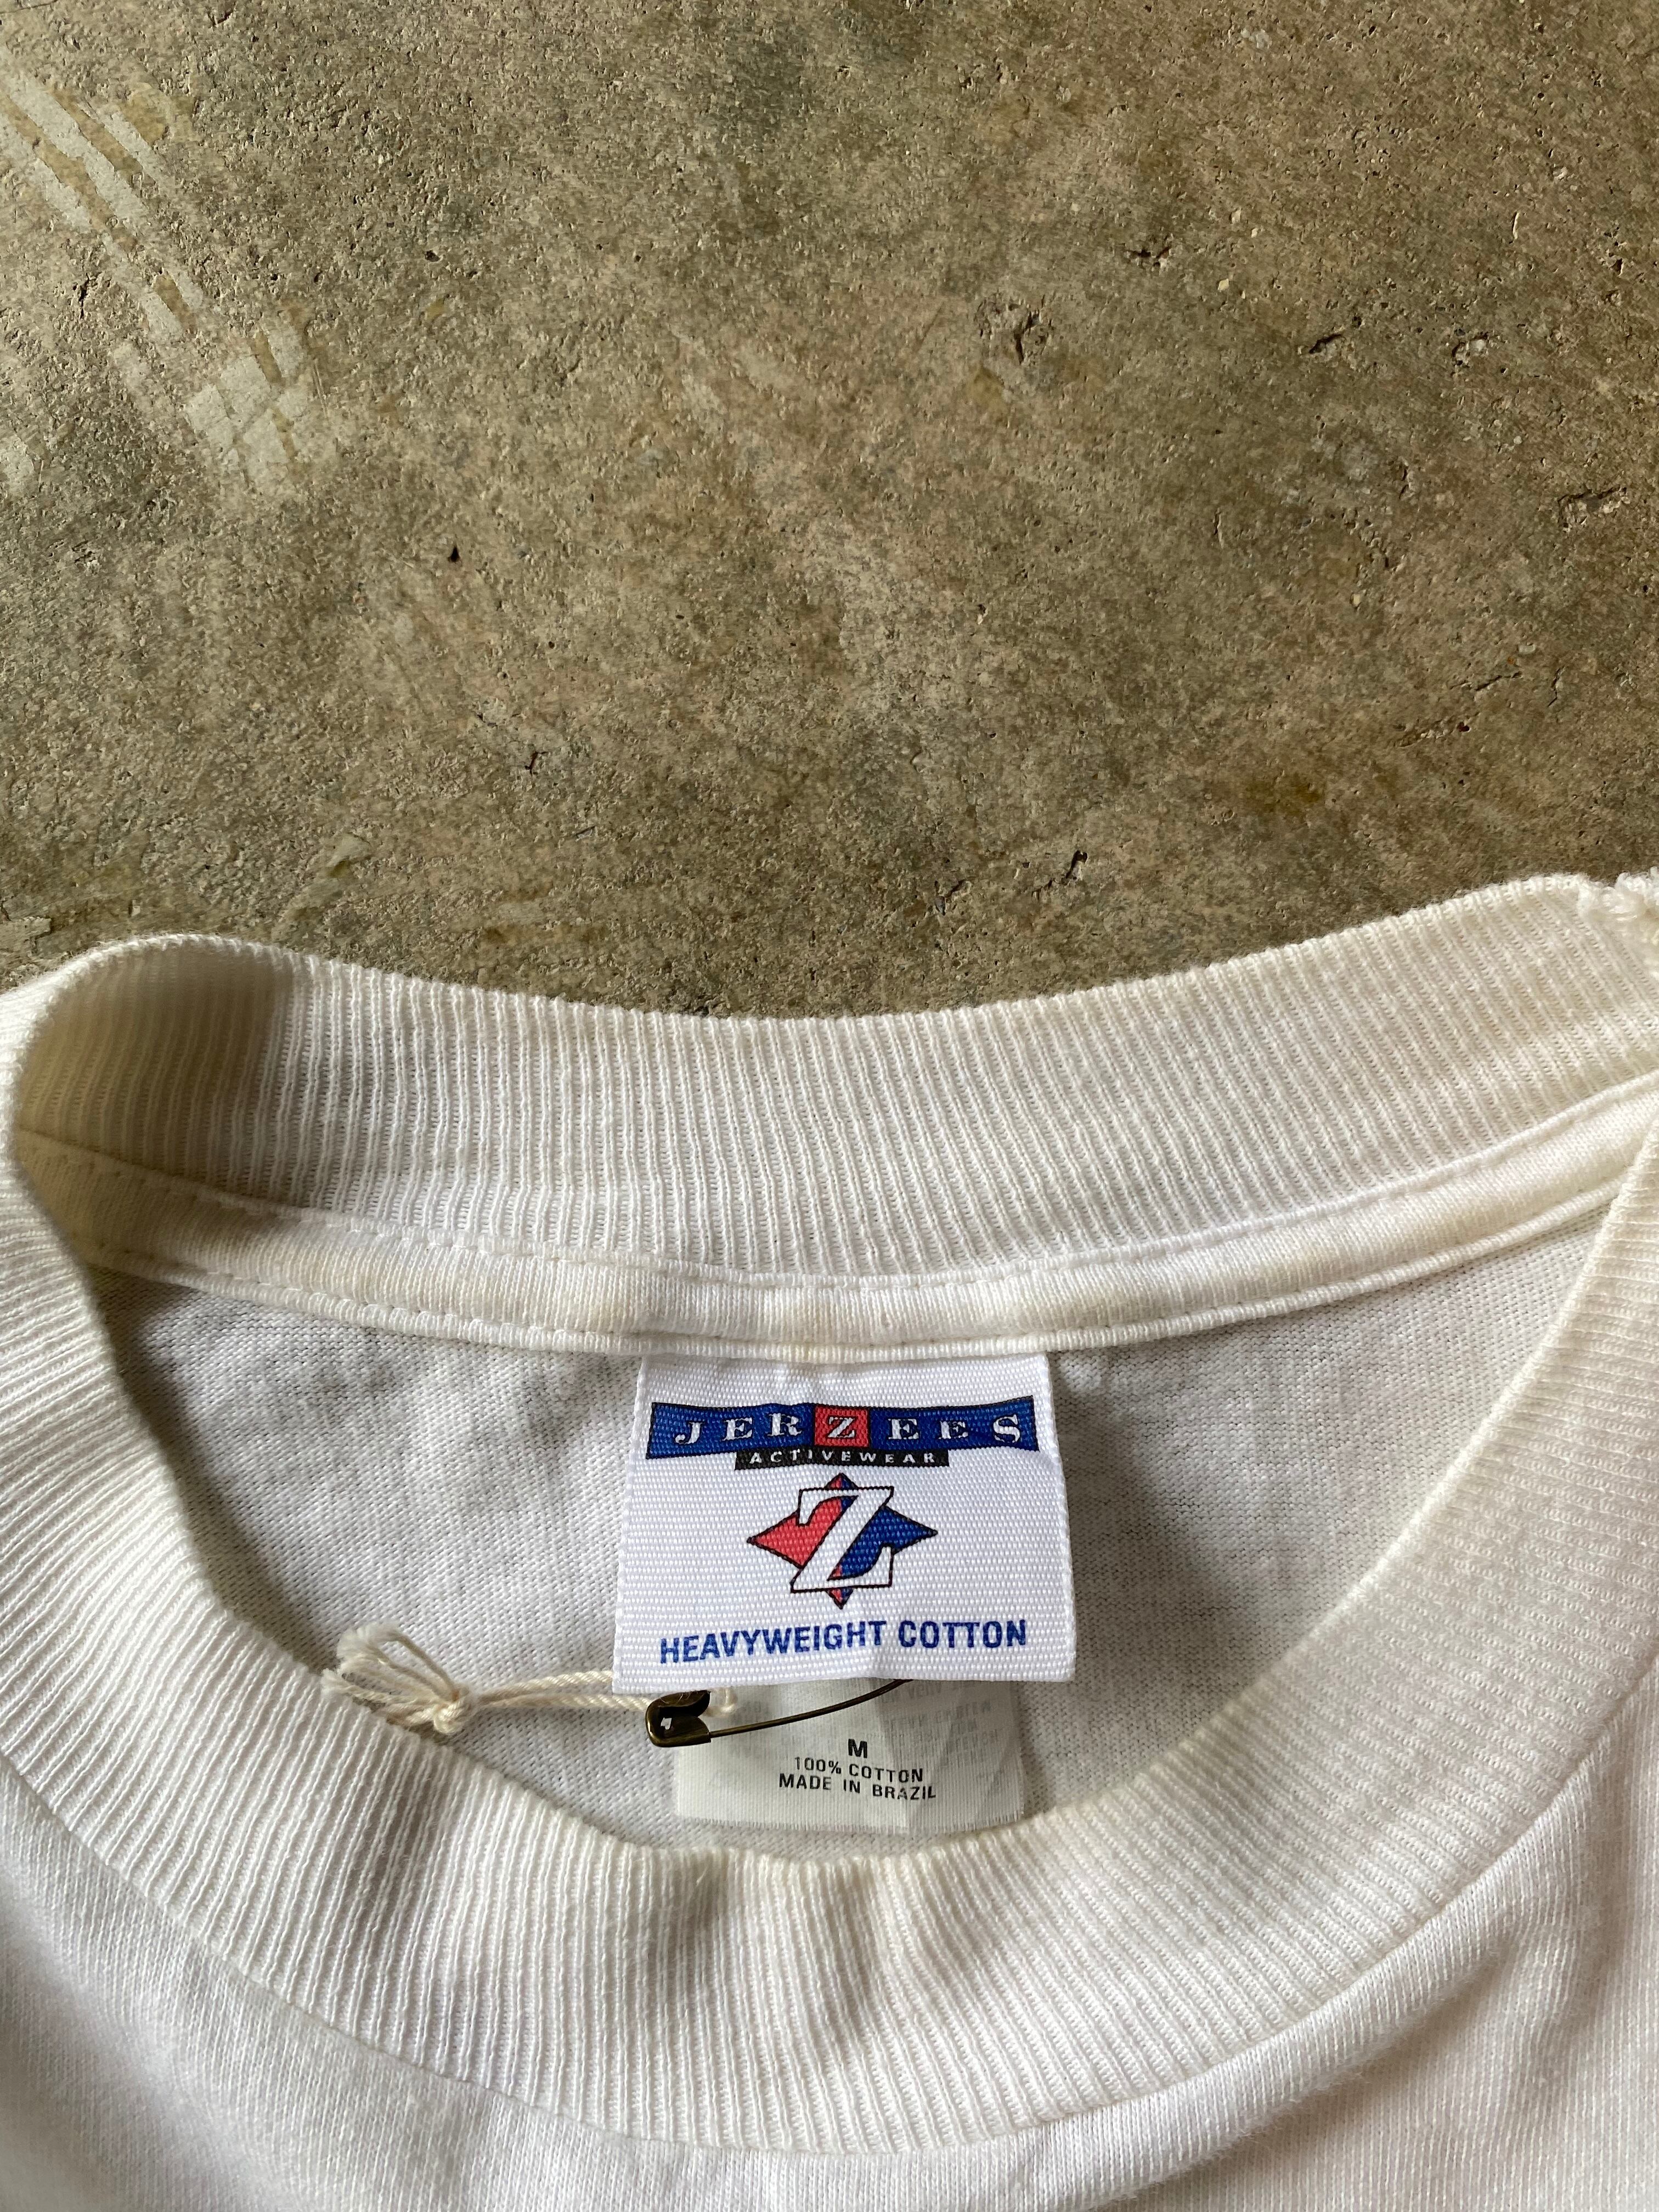 JERZEES
ACTIVEWEAR
Z
HEAVYWEIGHT COTTON
M
100% COTTON
MADE IN BRAZIL